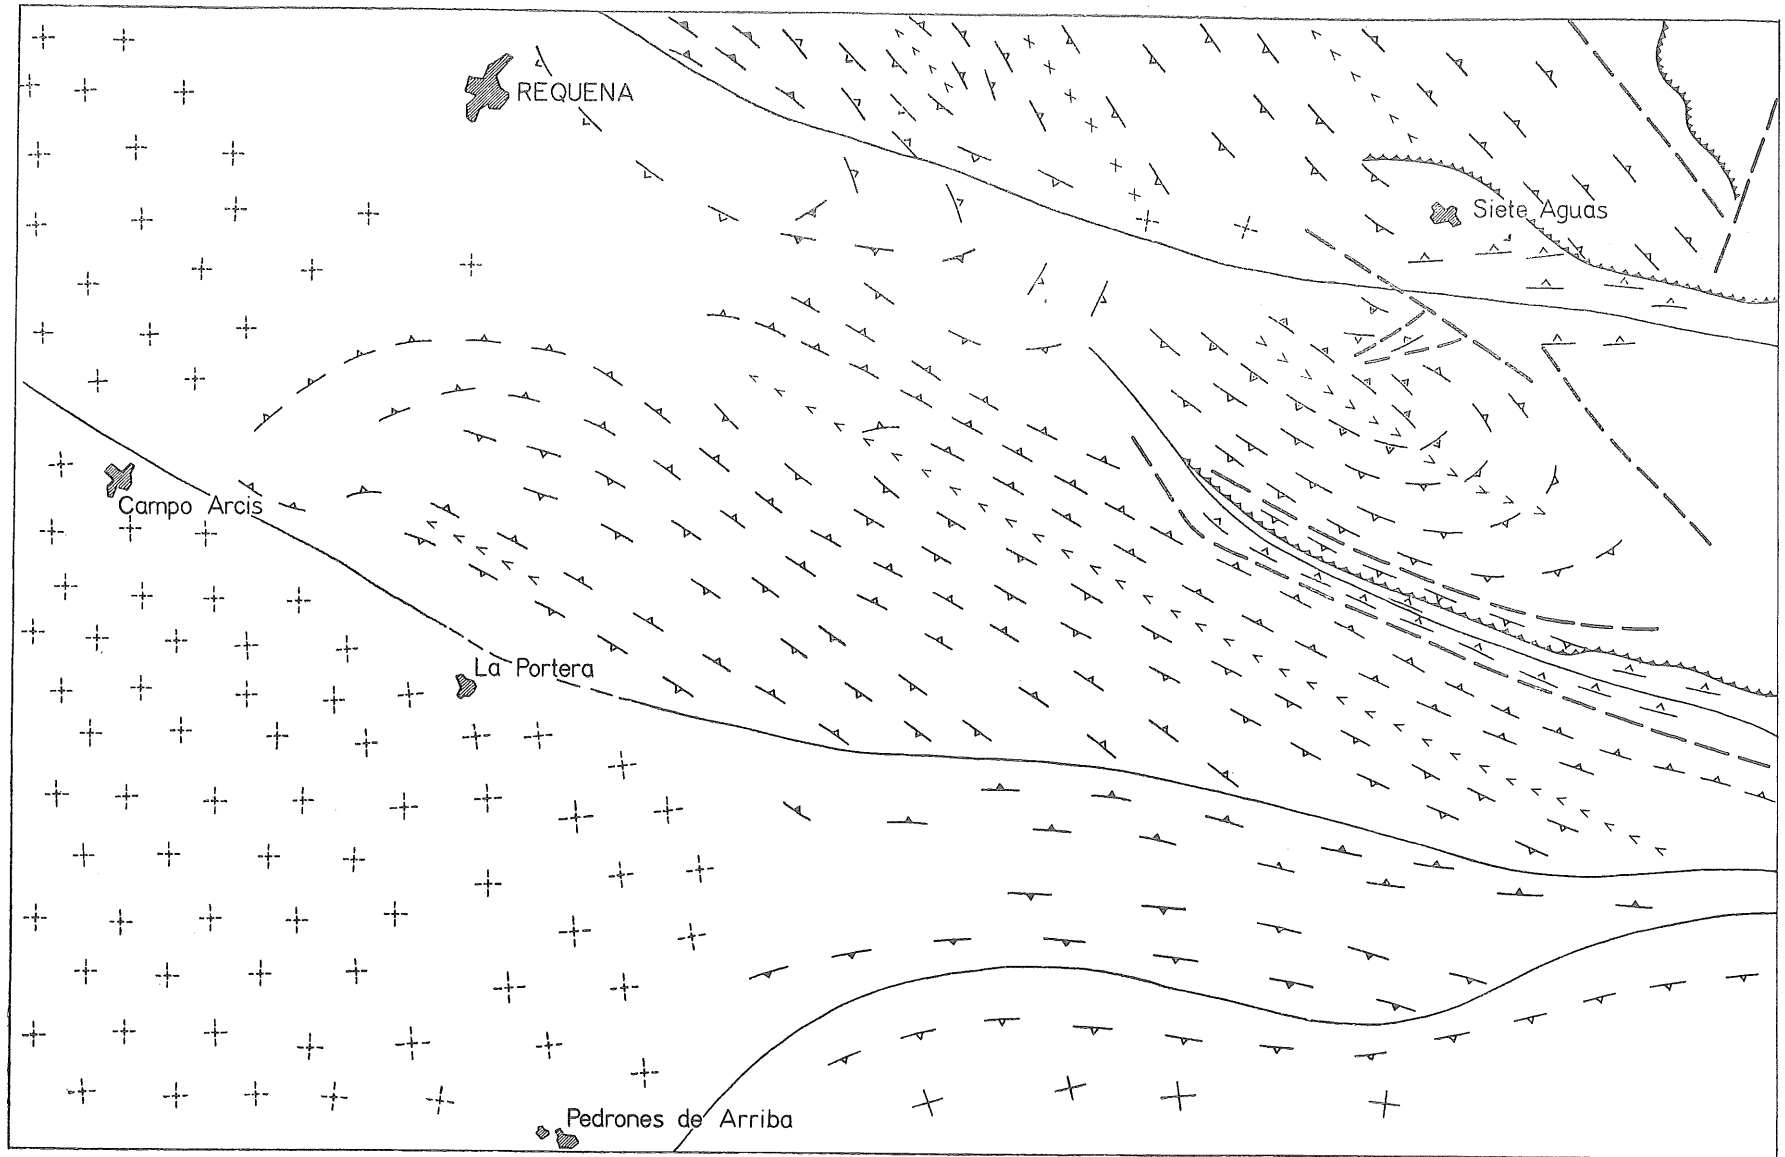 REQUENA
Siete Aguas
Campo Arcis
La Portera
Pedrones de Arriba